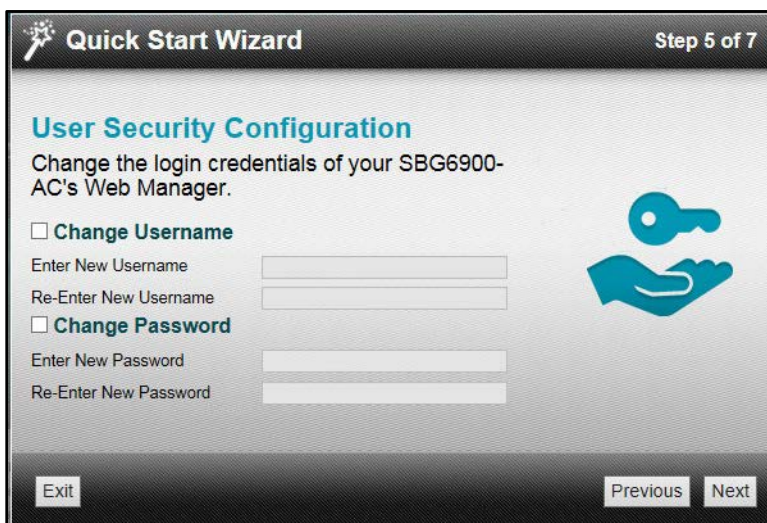 Quick Start Wizard
Step 5 of 7
User Security Configuration
Change the login credentials of your SBG6900-
AC's Web Manager.
Change Username
Enter New Username
Re-Enter New Username
Change Password
Enter New Password
Re-Enter New Password
Exit
Previous
Next